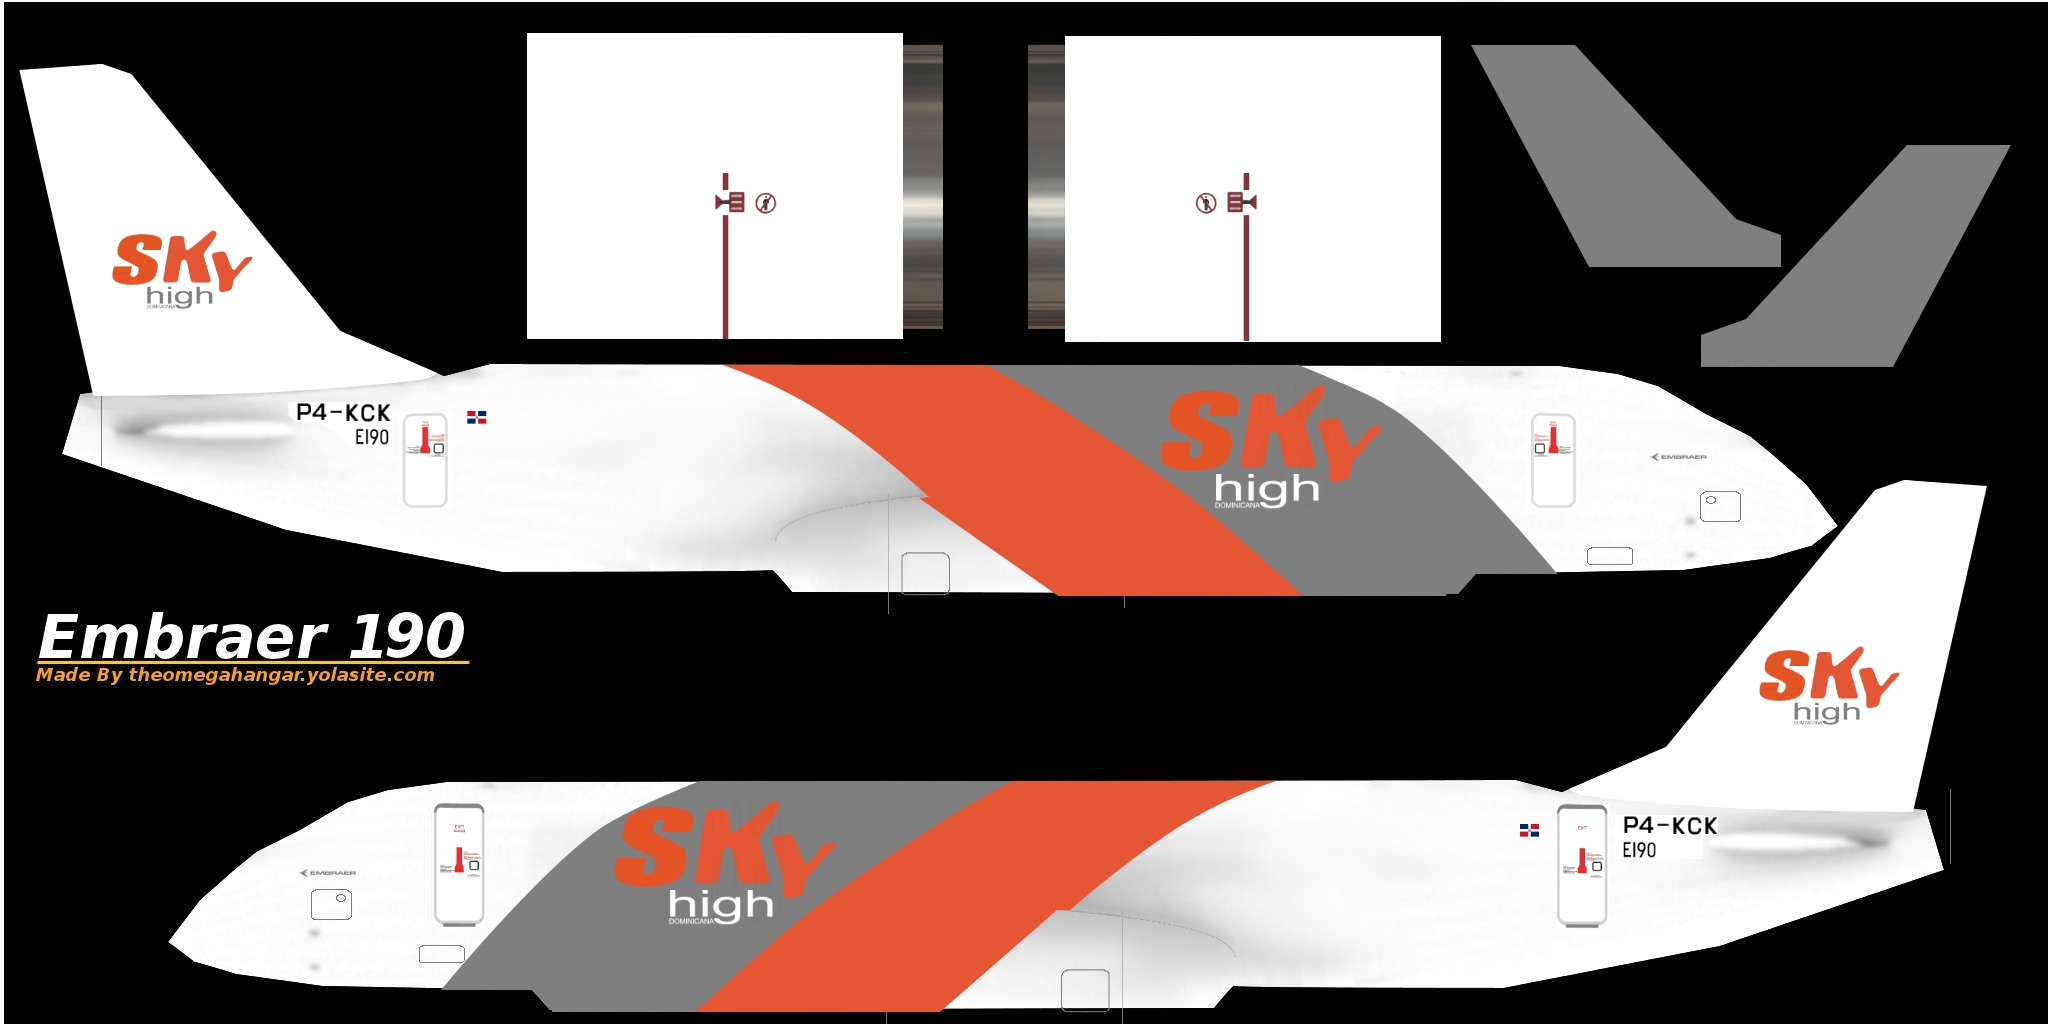 SKY
high
DOMINICANA
P4-KCK
E190
SKY
high
DOMINICANA
EMBRAER
Embraer 190
Made By theomegahangar.yolasite.com
SKY
high
DOMINICANA
EXIT
SKY
high
DOMINICANA
EMBRAER
EXIT
P4-KCK
E190